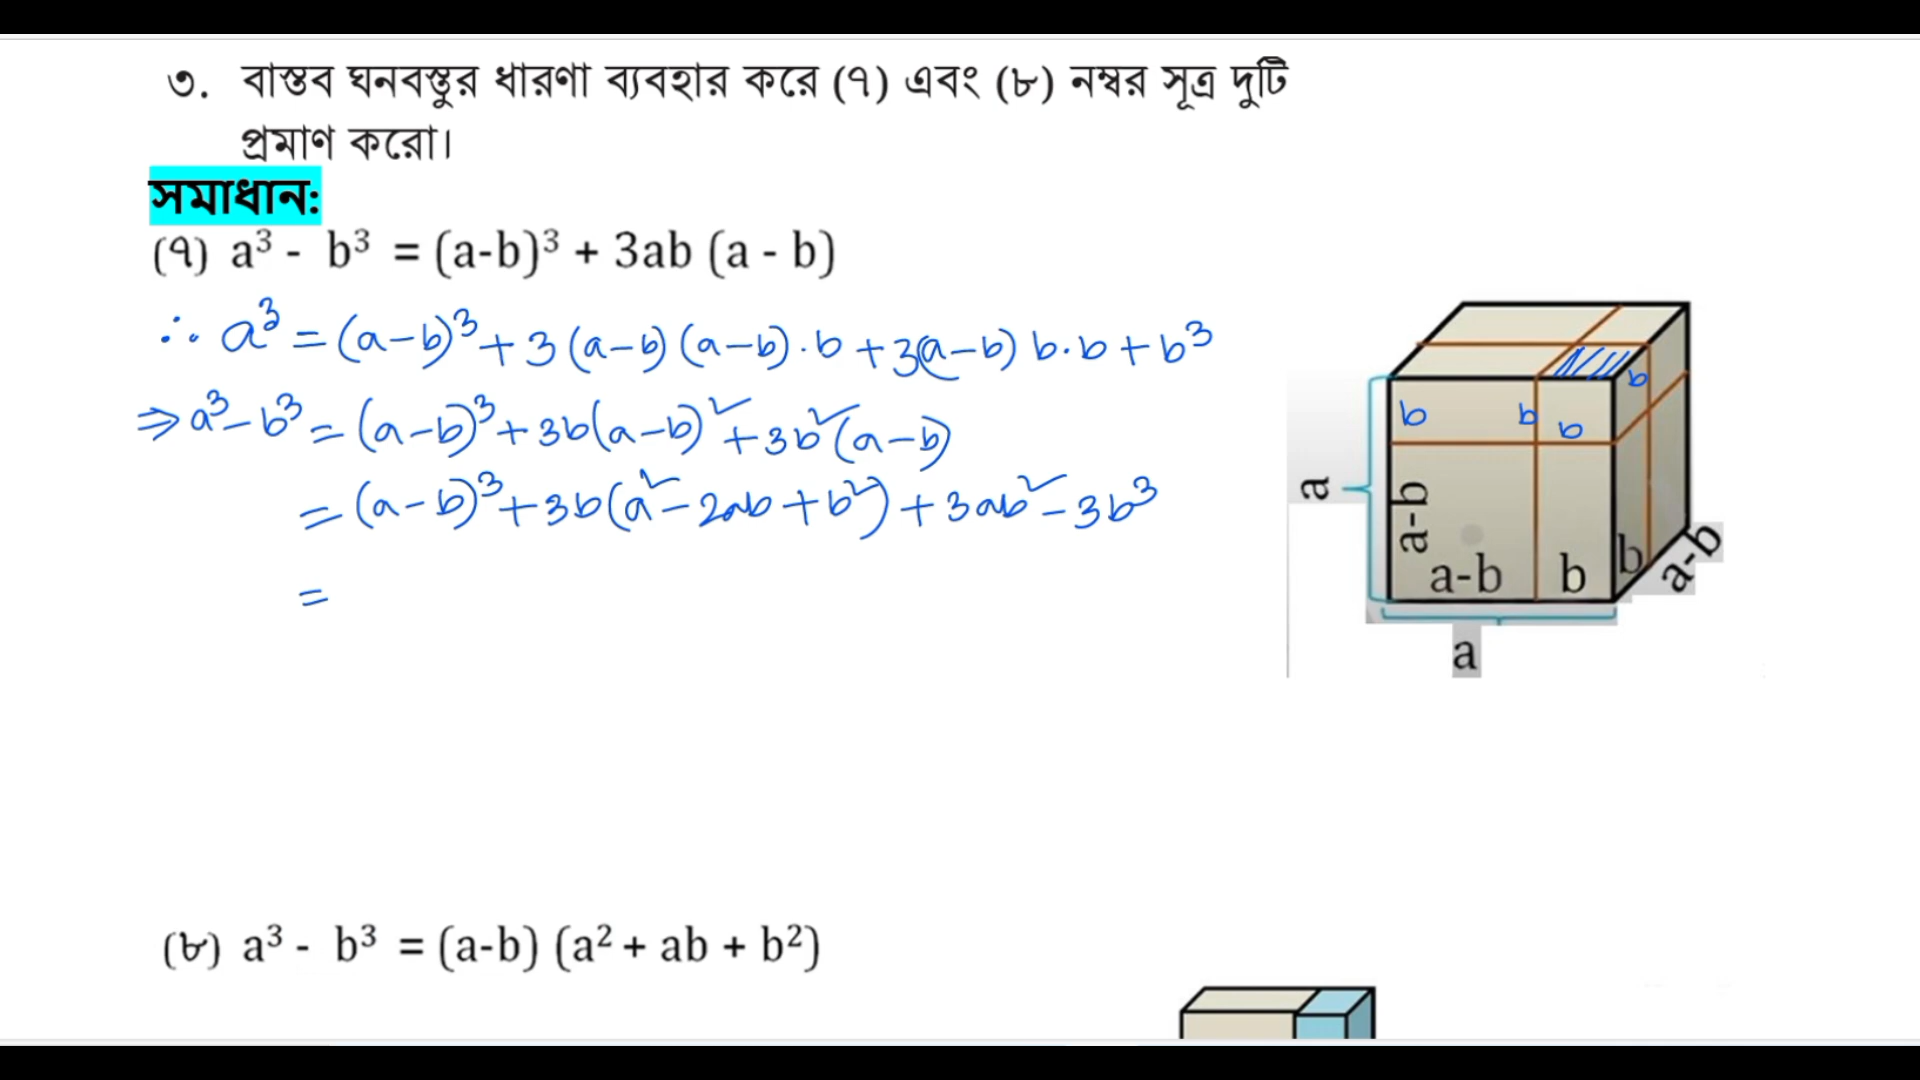 ৩. বাস্তব ঘনবস্তুর ধারণা ব্যবহার করে (৭) এবং (৮) নম্বর সূত্র দুটি
প্রমাণ করো।
সমাধান:
(৭) a³ - b³ = (a-b)³ + 3ab (a - b)
∴ a³ = (a-b)³ + 3(a-b)(a-b)·b + 3(a-b) b·b + b³
⇒ a³-b³ = (a-b)³ + 3b(a-b)² + 3b²(a-b)
= (a-b)³ + 3b(a² - 2ab + b²) + 3ab² - 3b³
=
b
b b b
a
a-b
a-b b b a-b
a
(৮) a³ - b³ = (a-b) (a² + ab + b²)